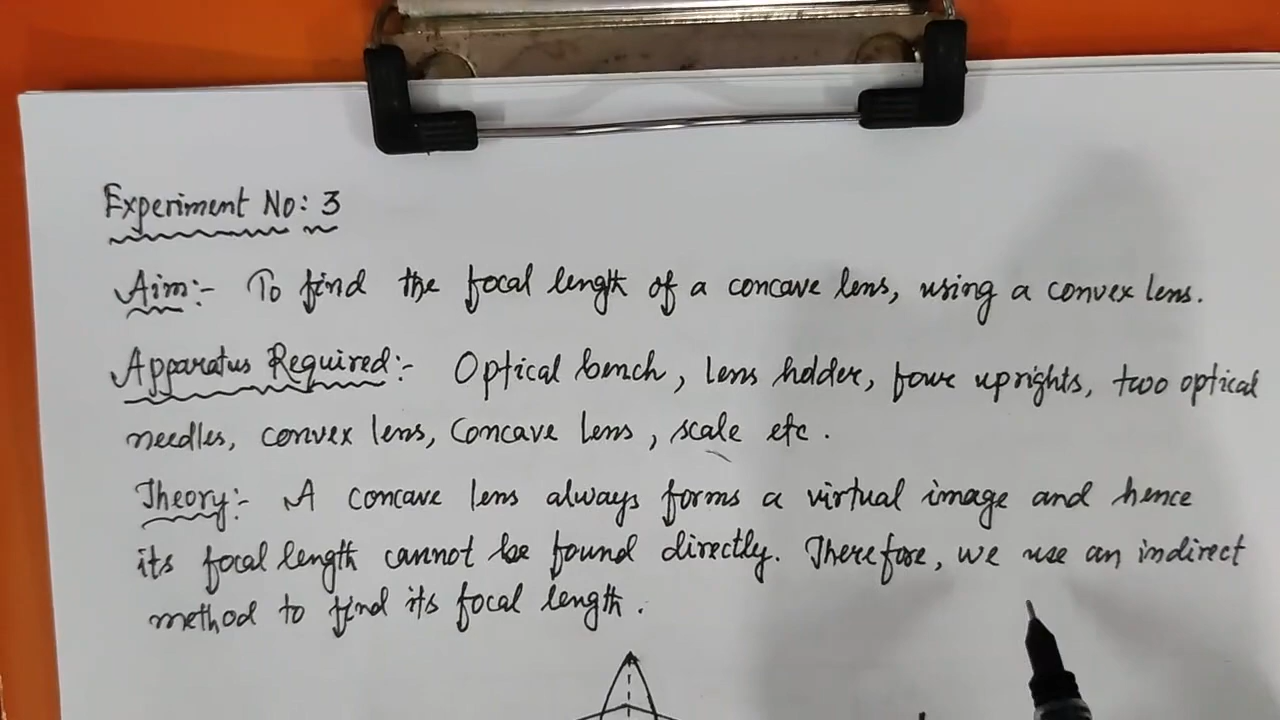 Experiment No: 3
Aim:- To find the focal length of a concave lens, using a convex lens.
Apparatus Required:- Optical bench, lens holder, four uprights, two optical
needles, convex lens, Concave Lens, scale etc.
Theory:- A concave lens always forms a virtual image and hence
its focal length cannot be found directly. Therefore, we use an indirect
method to find its focal length.